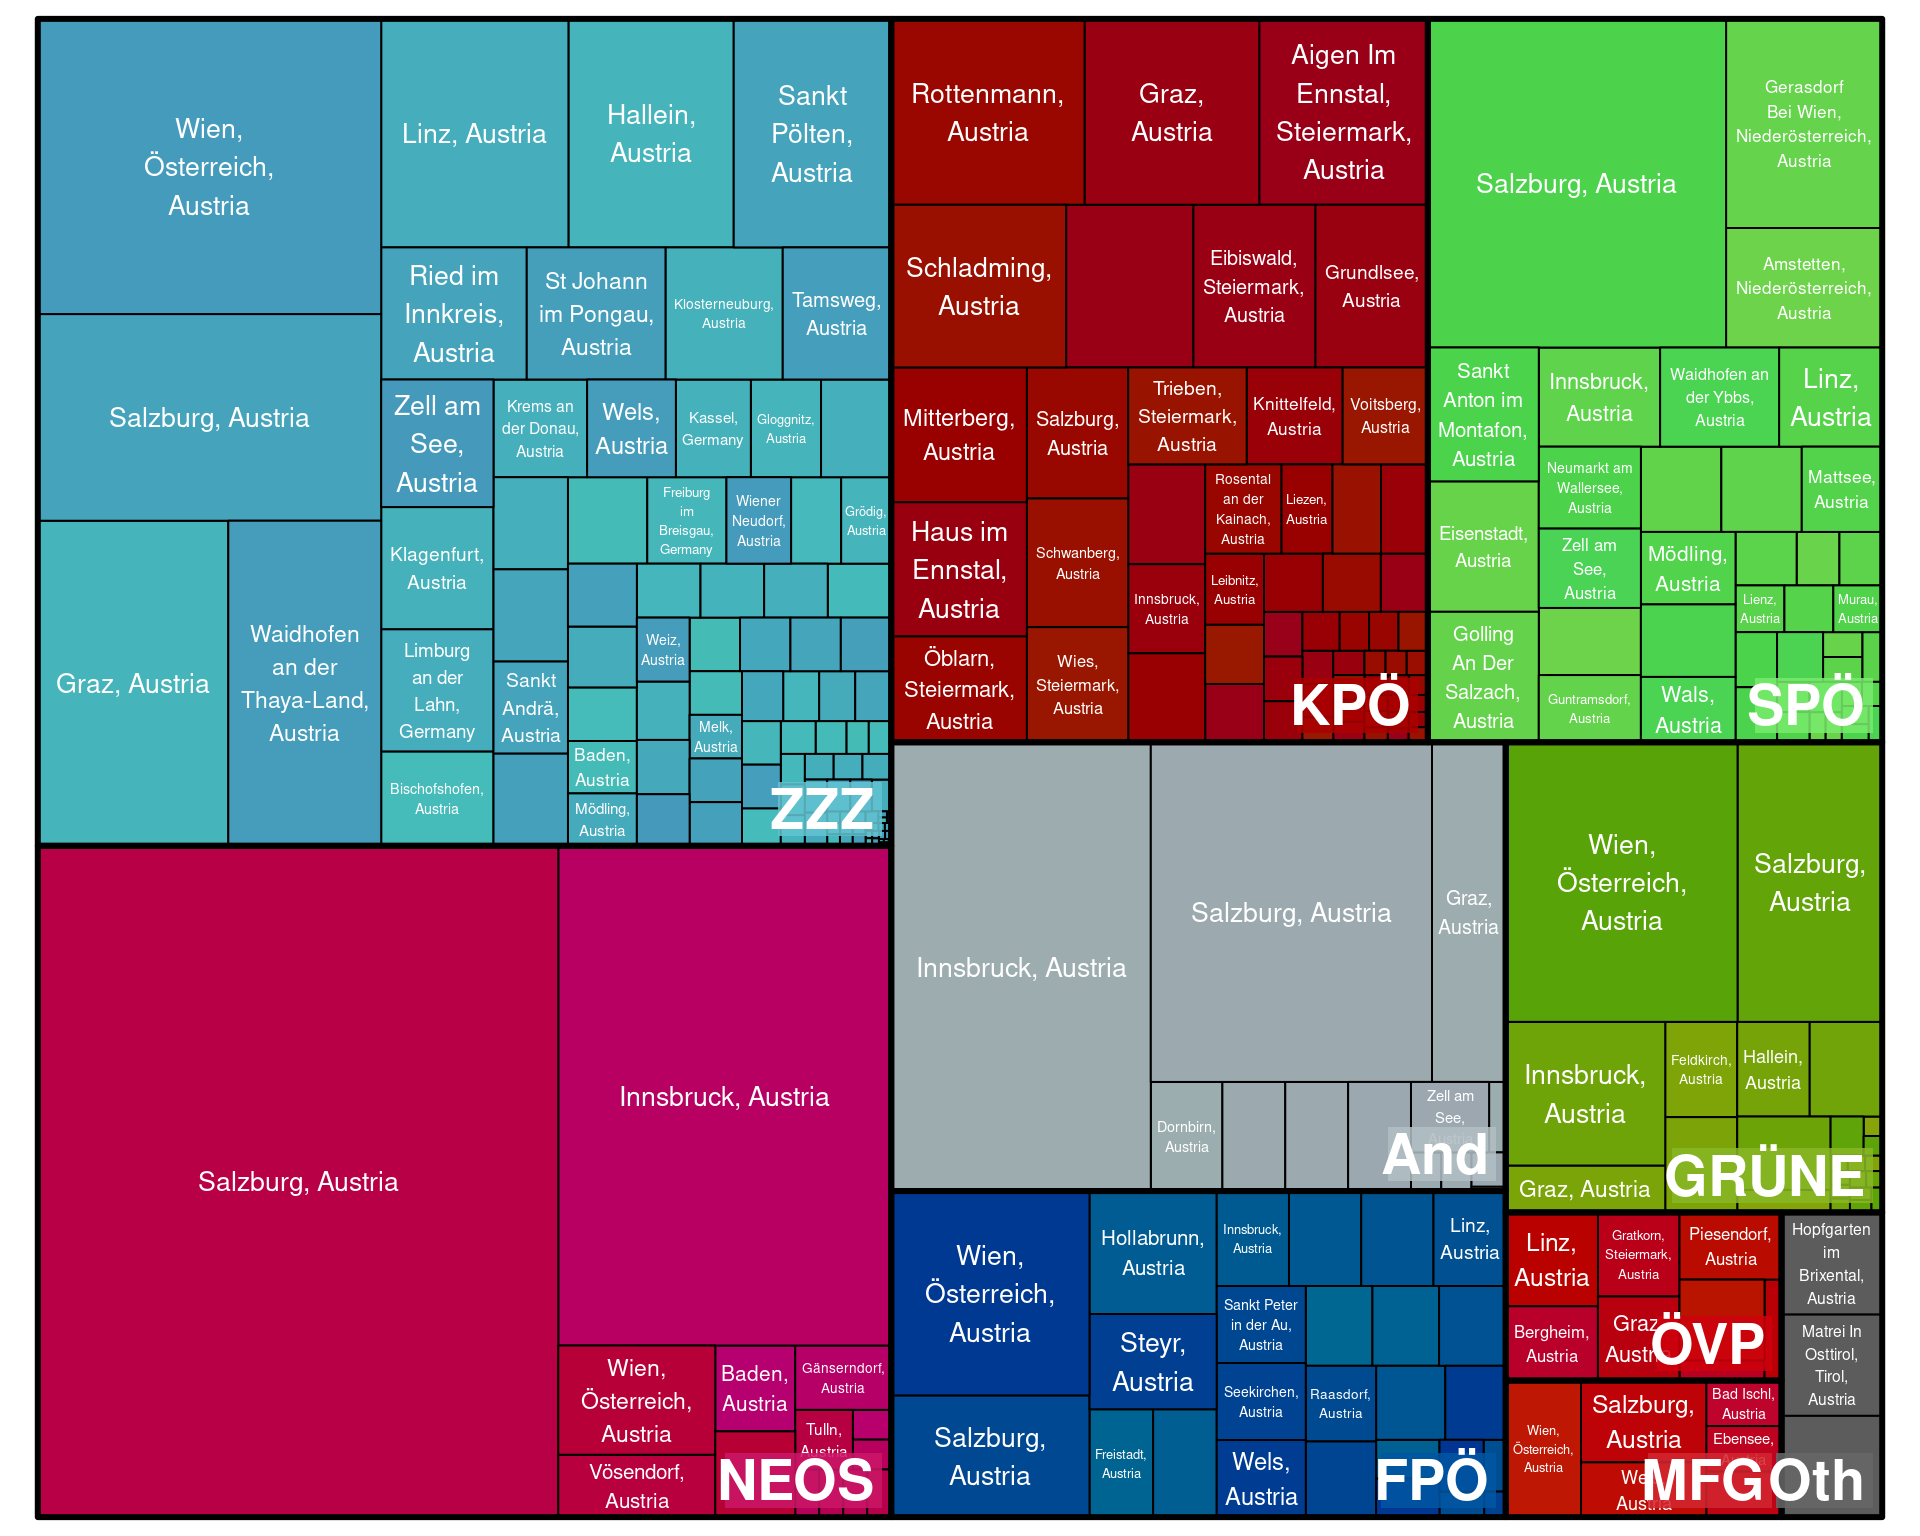 Wien,
Österreich,
Austria
Linz, Austria
Hallein,
Austria
Sankt
Pölten,
Austria
Salzburg, Austria
Graz, Austria
Waidhofen
an der
Thaya-Land,
Austria
Ried im
Innkreis,
Austria
St Johann
im Pongau,
Austria
Klosterneuburg,
Austria
Tamsweg,
Austria
Zell am
See,
Austria
Krems an
der Donau,
Austria
Wels,
Austria
Kassel,
Germany
Gloggnitz,
Austria
Klagenfurt,
Austria
Freiburg
im
Breisgau,
Germany
Wiener
Neudorf,
Austria
Grödig,
Austria
Limburg
an der
Lahn,
Germany
Sankt
Andrä,
Austria
Weiz,
Austria
Melk,
Austria
Bischofshofen,
Austria
Baden,
Austria
Mödling,
Austria
ZZZ
Rottenmann,
Austria
Graz,
Austria
Aigen Im
Ennstal,
Steiermark,
Austria
Schladming,
Austria
Eibiswald,
Steiermark,
Austria
Grundlsee,
Austria
Mitterberg,
Austria
Salzburg,
Austria
Trieben,
Steiermark,
Austria
Knittelfeld,
Austria
Voitsberg,
Austria
Haus im
Ennstal,
Austria
Schwanberg,
Austria
Rosental
an der
Kainach,
Austria
Liezen,
Austria
Innsbruck,
Austria
Leibnitz,
Austria
Öblarn,
Steiermark,
Austria
Wies,
Steiermark,
Austria
KPÖ
Salzburg, Austria
Gerasdorf
Bei Wien,
Niederösterreich,
Austria
Amstetten,
Niederösterreich,
Austria
Sankt
Anton im
Montafon,
Austria
Innsbruck,
Austria
Waidhofen an
der Ybbs,
Austria
Linz,
Austria
Neumarkt am
Wallersee,
Austria
Mattsee,
Austria
Eisenstadt,
Austria
Zell am
See,
Austria
Mödling,
Austria
Lienz,
Austria
Murau,
Austria
Golling
An Der
Salzach,
Austria
Guntramsdorf,
Austria
Wals,
Austria
SPÖ
Salzburg, Austria
Innsbruck, Austria
Wien,
Österreich,
Austria
Baden,
Austria
Gänserndorf,
Austria
Tulln,
Austria
Vösendorf,
Austria
NEOS
Innsbruck, Austria
Salzburg, Austria
Graz,
Austria
Dornbirn,
Austria
Zell am
See,
Austria
And
Wien,
Österreich,
Austria
Salzburg,
Austria
Innsbruck,
Austria
Feldkirch,
Austria
Hallein,
Austria
Graz, Austria
GRÜNE
Wien,
Österreich,
Austria
Hollabrunn,
Austria
Innsbruck,
Austria
Linz,
Austria
Steyr,
Austria
Sankt Peter
in der Au,
Austria
Salzburg,
Austria
Seekirchen,
Austria
Raasdorf,
Austria
Freistadt,
Austria
Wels,
Austria
FPÖ
Linz,
Austria
Gratkorn,
Steiermark,
Austria
Piesendorf,
Austria
Bergheim,
Austria
Graz,
Austria
ÖVP
Wien,
Österreich,
Austria
Salzburg,
Austria
Bad Ischl,
Austria
Ebensee,
Austria
MFG
Hopfgarten
im
Brixental,
Austria
Matrei In
Osttirol,
Tirol,
Austria
Oth